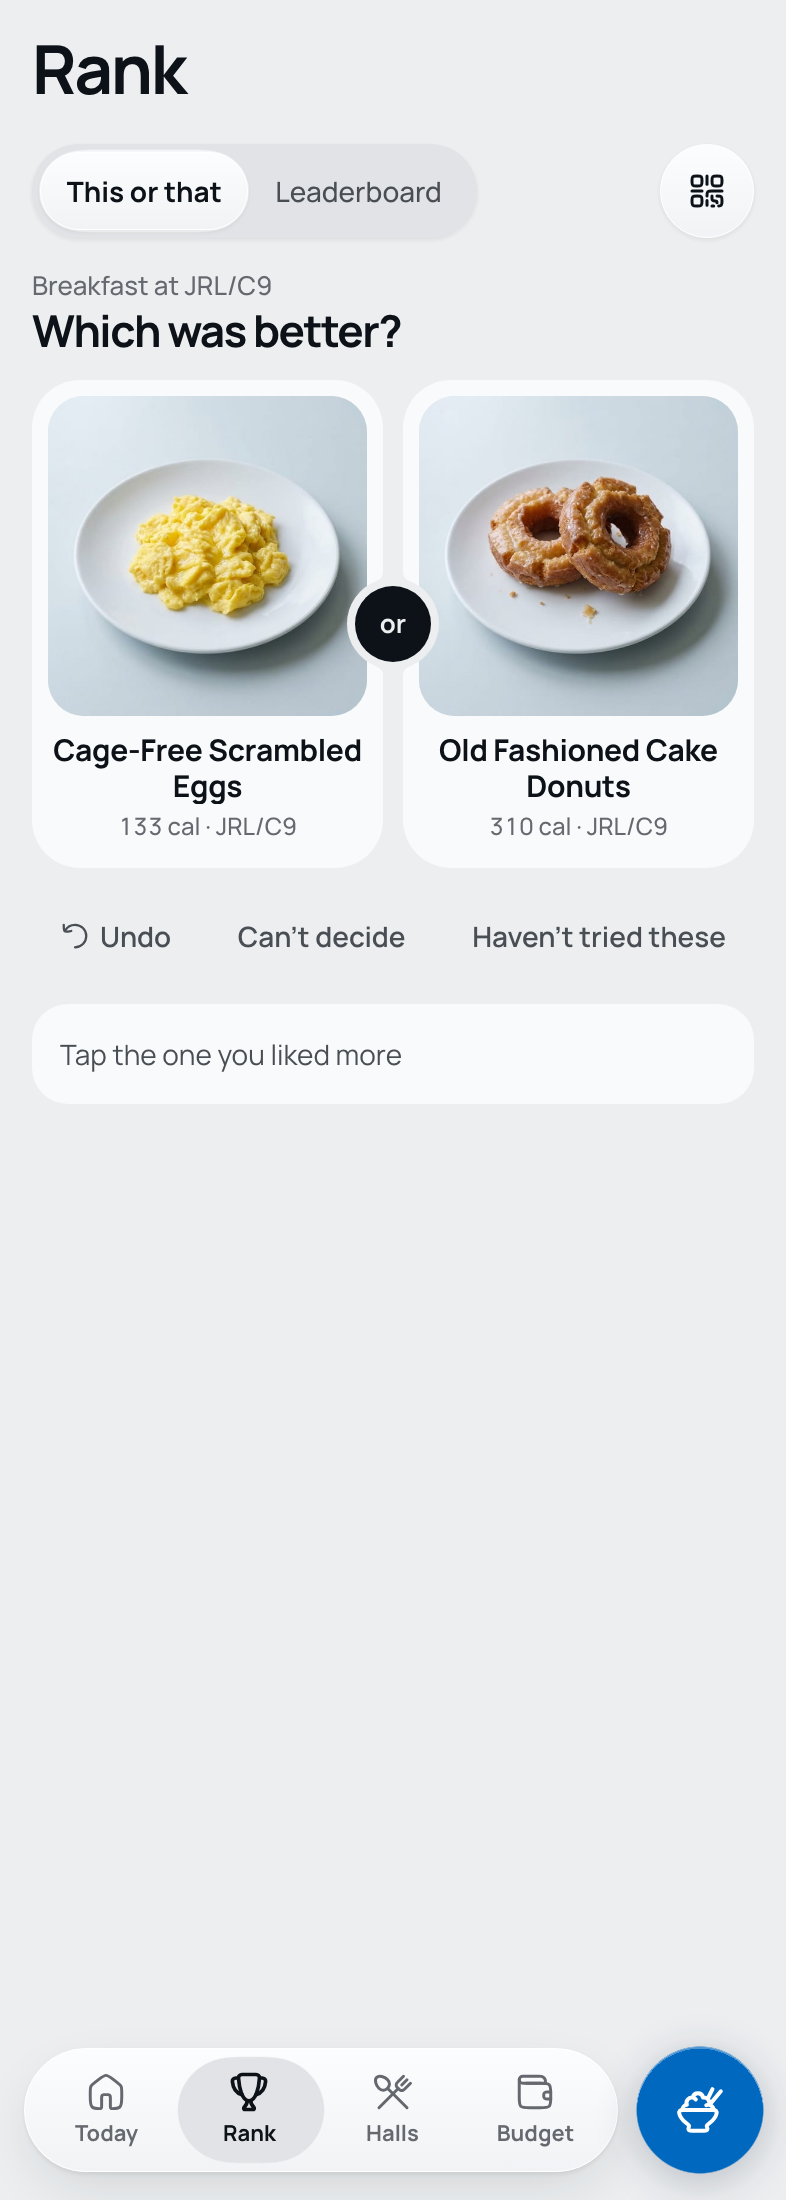 Rank
This or that
Leaderboard
Breakfast at JRL/C9
Which was better?
or
Cage-Free Scrambled
Eggs
133 cal · JRL/C9
Old Fashioned Cake
Donuts
310 cal · JRL/C9
Undo
Can't decide
Haven't tried these
Tap the one you liked more
Today
Rank
Halls
Budget